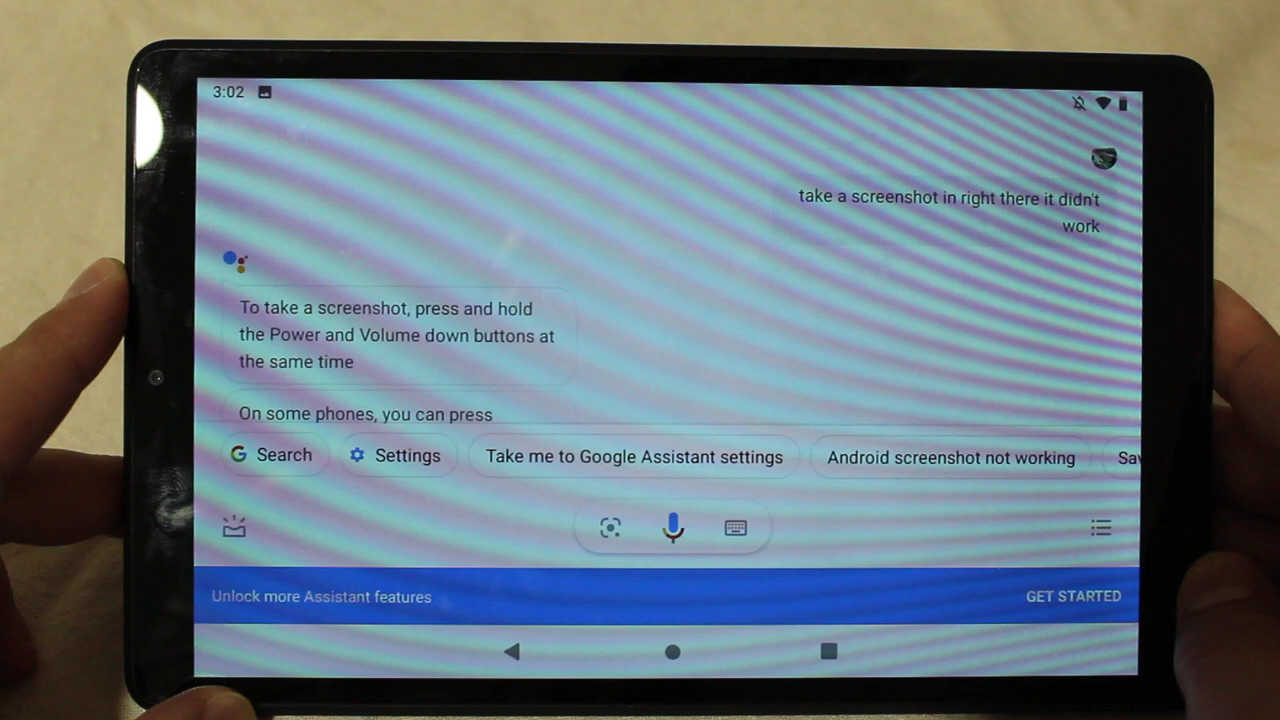 3:02
take a screenshot in right there it didn't
work
To take a screenshot, press and hold
the Power and Volume down buttons at
the same time
On some phones, you can press
Search Settings Take me to Google Assistant settings Android screenshot not working Sav
Unlock more Assistant features GET STARTED